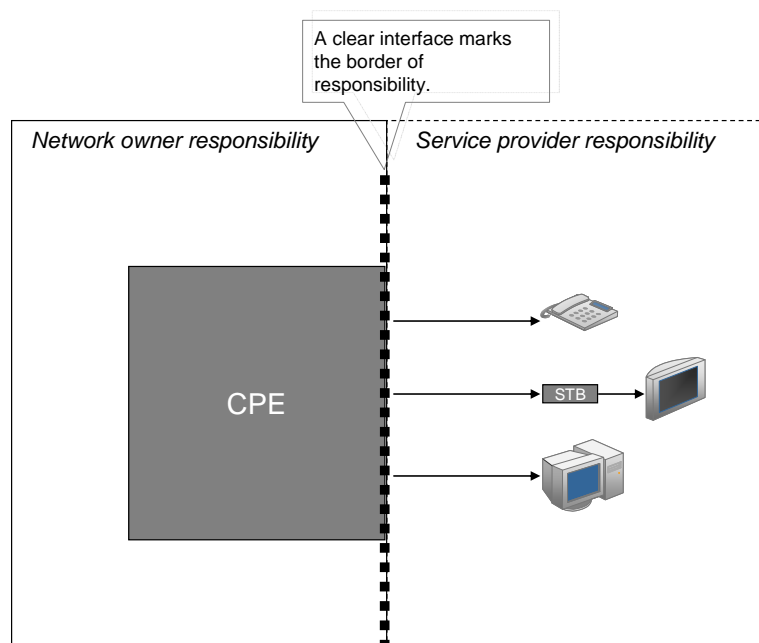 A clear interface marks
the border of
responsibility.
Network owner responsibility
Service provider responsibility
CPE
STB